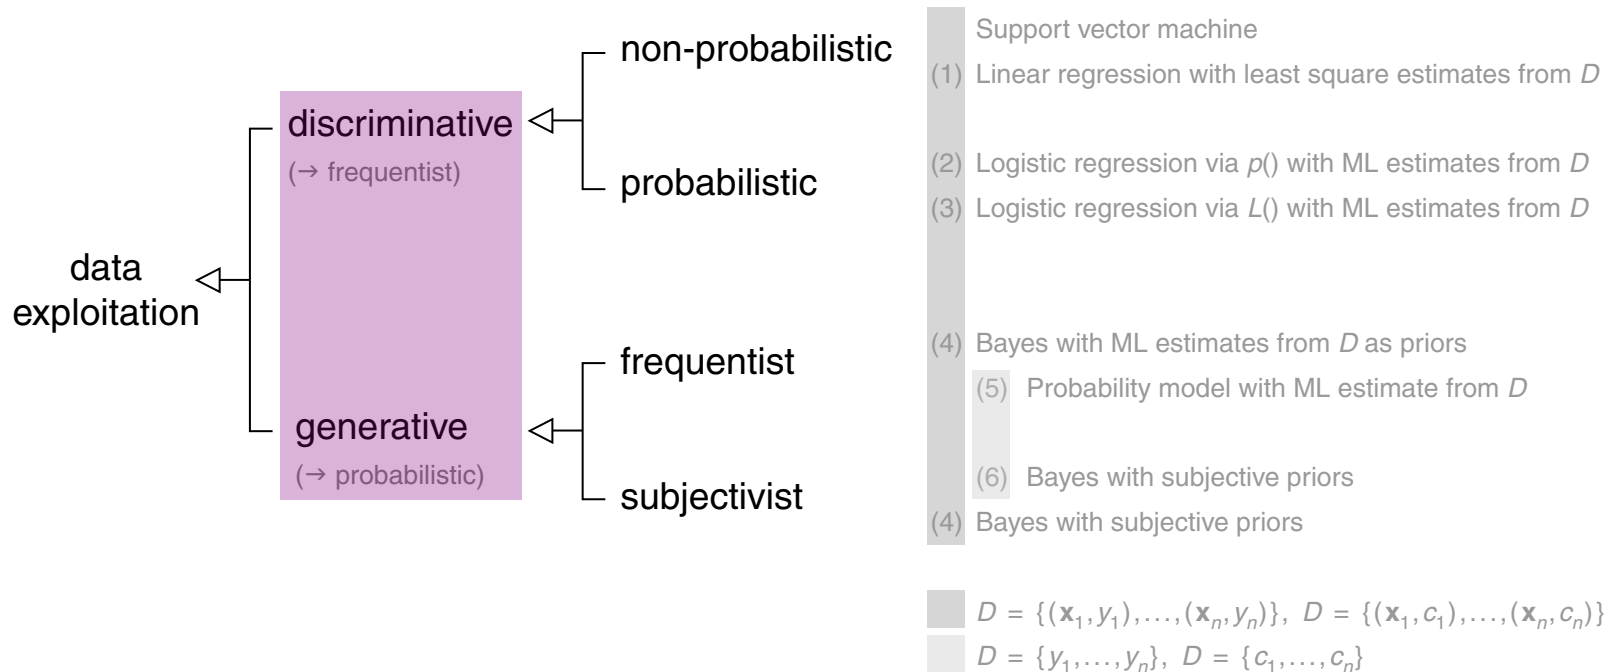 non-probabilistic
discriminative
(→ frequentist)
probabilistic
data
exploitation
frequentist
generative
(→ probabilistic)
subjectivist
Support vector machine
(1) Linear regression with least square estimates from D
(2) Logistic regression via p() with ML estimates from D
(3) Logistic regression via L() with ML estimates from D
(4) Bayes with ML estimates from D as priors
(5) Probability model with ML estimate from D
(6) Bayes with subjective priors
(4) Bayes with subjective priors
D = {(x₁,y₁),...,(xₙ,yₙ)}, D = {(x₁,c₁),...,(xₙ,cₙ)}
D = {y₁,...,yₙ}, D = {c₁,...,cₙ}